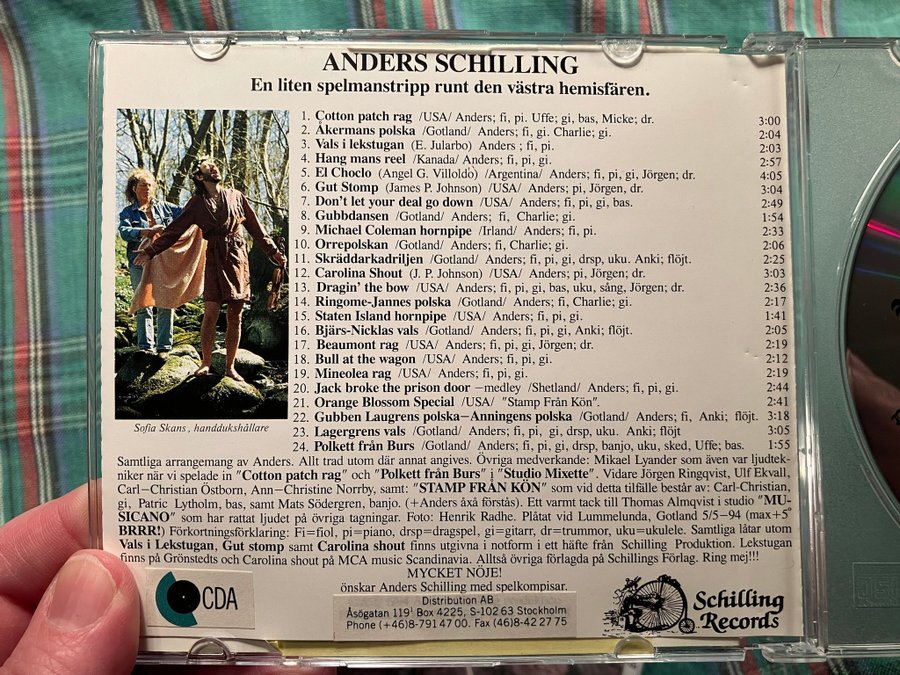 ANDERS SCHILLING
En liten spelmanstripp runt den västra hemisfären.
1. Cotton patch rag /USA/ Anders; fi, pi. Uffe; gi, bas, Micke; dr. 3:00
2. Åkermans polska /Gotland/ Anders; fi, gi. Charlie; gi. 2:04
3. Vals i lekstugan (E. Jularbo) Anders ; fi, pi. 2:03
4. Hang mans reel /Kanada/ Anders; fi, pi, gi. 2:57
5. El Choclo (Angel G. Villoldo) /Argentina/ Anders; fi, pi, gi, Jörgen; dr. 4:05
6. Gut Stomp (James P. Johnson) /USA/ Anders; pi, Jörgen, dr. 3:04
7. Don't let your deal go down /USA/ Anders; fi, pi, gi, bas. 2:49
8. Gubbdansen /Gotland/ Anders; fi, Charlie; gi. 1:54
9. Michael Coleman hornpipe /Irland/ Anders; fi, pi. 2:33
10. Orrepolskan /Gotland/ Anders; fi, Charlie; gi. 2:06
11. Skräddarkadriljen /Gotland/ Anders; fi, pi, gi, drsp, uku. Anki; flöjt. 2:25
12. Carolina Shout (J. P. Johnson) /USA/ Anders; pi, Jörgen; dr. 3:03
13. Dragin' the bow /USA/ Anders; fi, pi, gi, bas, uku, sång, Jörgen; dr. 2:36
14. Ringome-Jannes polska /Gotland/ Anders; fi, Charlie; gi. 2:17
15. Staten Island hornpipe /USA/ Anders; fi, pi, gi. 1:41
16. Bjärs-Nicklas vals /Gotland/ Anders; fi, pi, gi, Anki; flöjt. 2:05
17. Beaumont rag /USA/ Anders; fi, pi, gi, Jörgen; dr. 2:19
18. Bull at the wagon /USA/ Anders; fi, pi, gi. 2:12
19. Mineolea rag /USA/ Anders; fi, pi, gi. 2:19
20. Jack broke the prison door –medley /Shetland/ Anders; fi, pi, gi. 2:44
21. Orange Blossom Special /USA/ "Stamp Från Kön". 2:41
22. Gubben Laugrens polska–Anningens polska /Gotland/ Anders; fi, Anki; flöjt. 3:18
23. Lagergrens vals /Gotland/ Anders; fi, pi, gi, drsp, uku. Anki; flöjt 3:05
24. Polkett från Burs /Gotland/ Anders; fi, pi, gi, drsp, banjo, uku, sked, Uffe; bas. 1:55
Sofia Skans, handdukshållare
Samtliga arrangemang av Anders. Allt trad utom där annat angives. Övriga medverkande: Mikael Lyander som även var ljudtek-
niker när vi spelade in "Cotton patch rag" och "Polkett från Burs" i "Studio Mixette". Vidare Jörgen Ringqvist, Ulf Ekvall,
Carl–Christian Östborn, Ann–Christine Norrby, samt: "STAMP FRÅN KÖN" som vid detta tillfälle består av: Carl-Christian,
gi, Patric Lytholm, bas, samt Mats Södergren, banjo. (+Anders åxå förstås). Ett varmt tack till Thomas Almqvist i studio "MU-
SICANO" som har rattat ljudet på övriga tagningar. Foto: Henrik Radhe. Plåtat vid Lummelunda, Gotland 5/5–94 (max+5°
BRRR!) Förkortningsförklaring: Fi=fiol, pi=piano, drsp=dragspel, gi=gitarr, dr=trummor, uku=ukulele. Samtliga låtar utom
Vals i Lekstugan, Gut stomp samt Carolina shout finns utgivna i notform i ett häfte från Schilling Produktion. Lekstugan
finns på Grönstedts och Carolina shout på MCA music Scandinavia. Alltså övriga förlagda på Schillings Förlag. Ring mej!!!
MYCKET NÖJE!
önskar Anders Schilling med spelkompisar.
CDA
Distribution AB
Åsögatan 119 Box 4225, S-102 63 Stockholm
Phone (+46)8-791 47 00. Fax (46)8-42 27 75
Schilling
Records